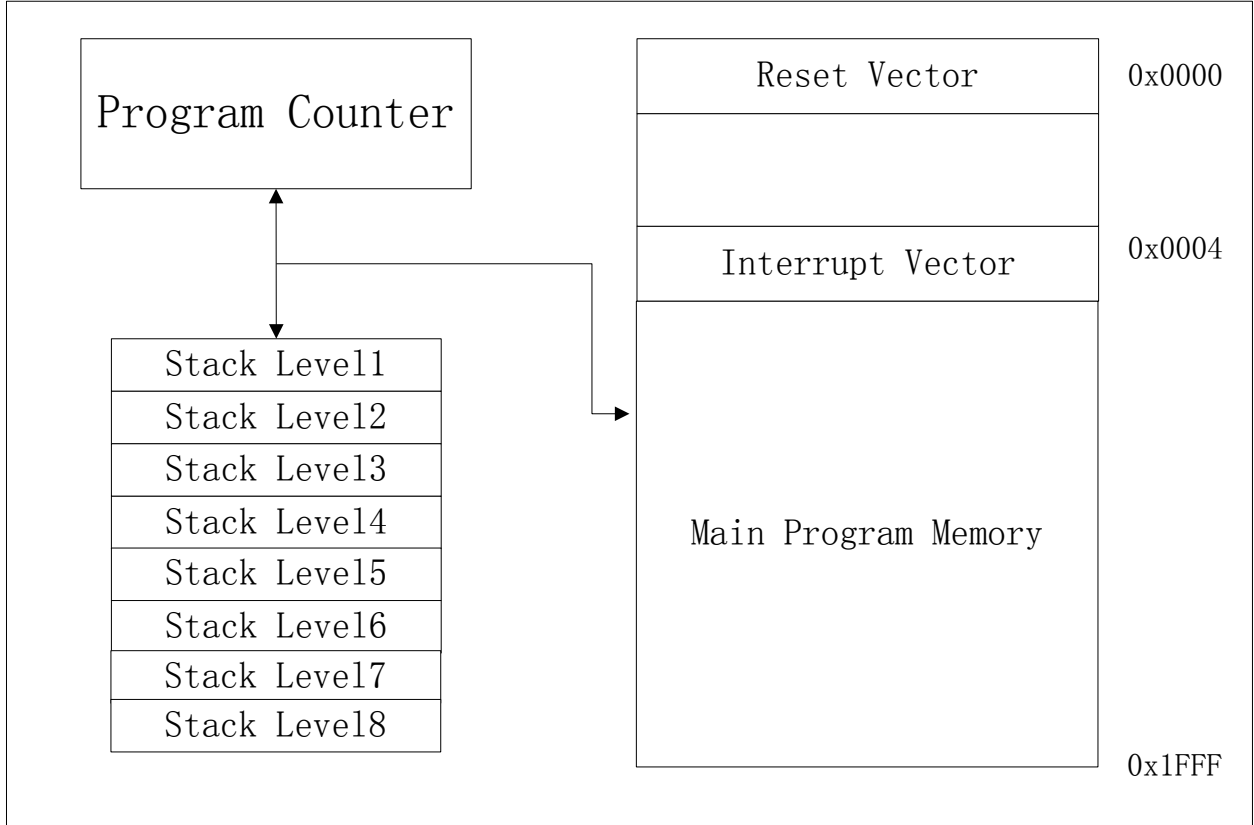 Program Counter
Stack Level1
Stack Level2
Stack Level3
Stack Level4
Stack Level5
Stack Level6
Stack Level7
Stack Level8
Reset Vector
0x0000
Interrupt Vector
0x0004
Main Program Memory
0x1FFF